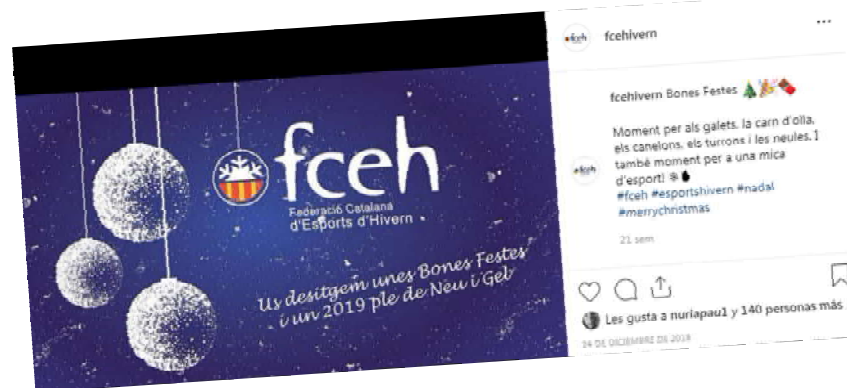 fceh
Federació Catalana
d'Esports d'Hivern
Us desitgem unes Bones Festes
i un 2019 ple de Neu i Gel
fceh
fcehivern
fcehivern Bones Festes
Moment per als galets, la carn d'olla,
els canelons, els turrons i les neules. I
també moment per a una mica
d'esport!
#fceh #esportshivern #nadal
#merrychristmas
fceh
21 sem
Les gusta a nuriapau1 y 140 personas más
24 DE DICIEMBRE DE 2018